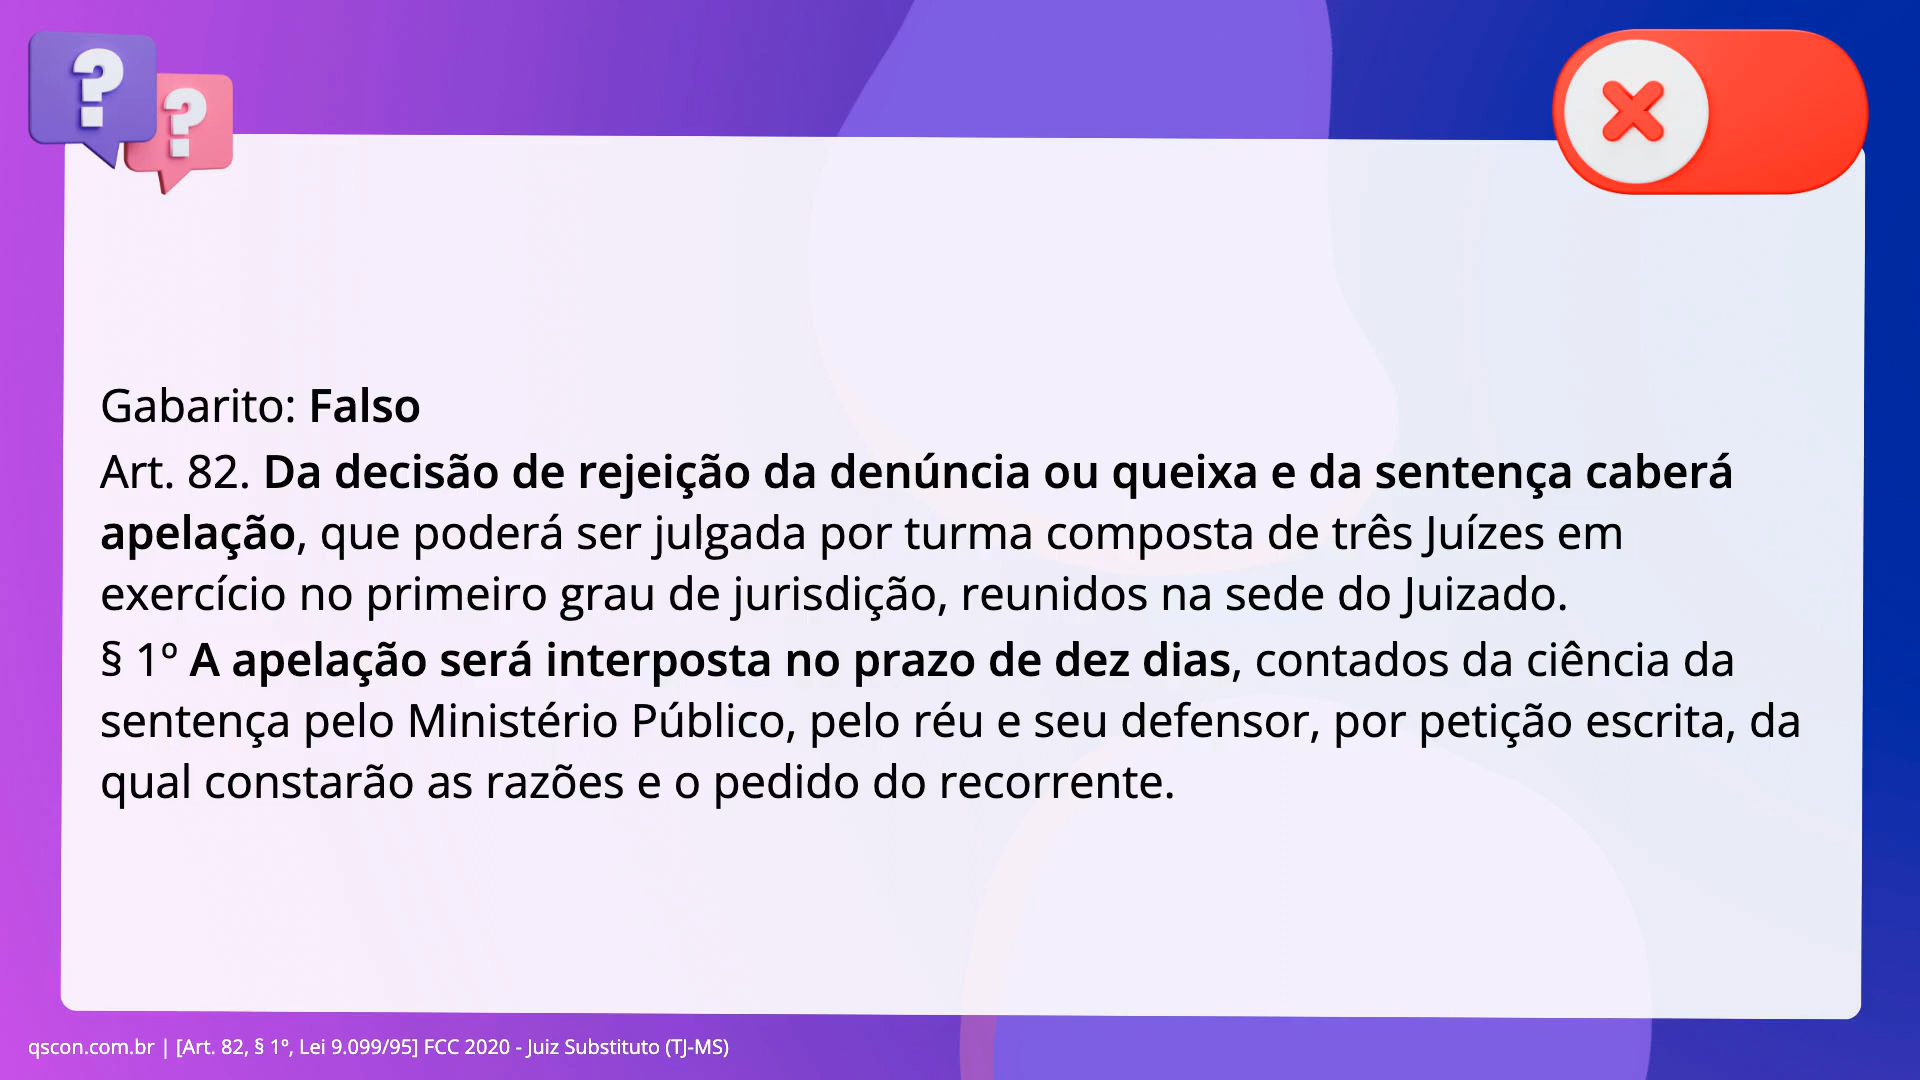 ? ?
Gabarito: Falso
Art. 82. Da decisão de rejeição da denúncia ou queixa e da sentença caberá
apelação, que poderá ser julgada por turma composta de três Juízes em
exercício no primeiro grau de jurisdição, reunidos na sede do Juizado.
§ 1º A apelação será interposta no prazo de dez dias, contados da ciência da
sentença pelo Ministério Público, pelo réu e seu defensor, por petição escrita, da
qual constarão as razões e o pedido do recorrente.
qscon.com.br | [Art. 82, § 1º, Lei 9.099/95] FCC 2020 - Juiz Substituto (TJ-MS)